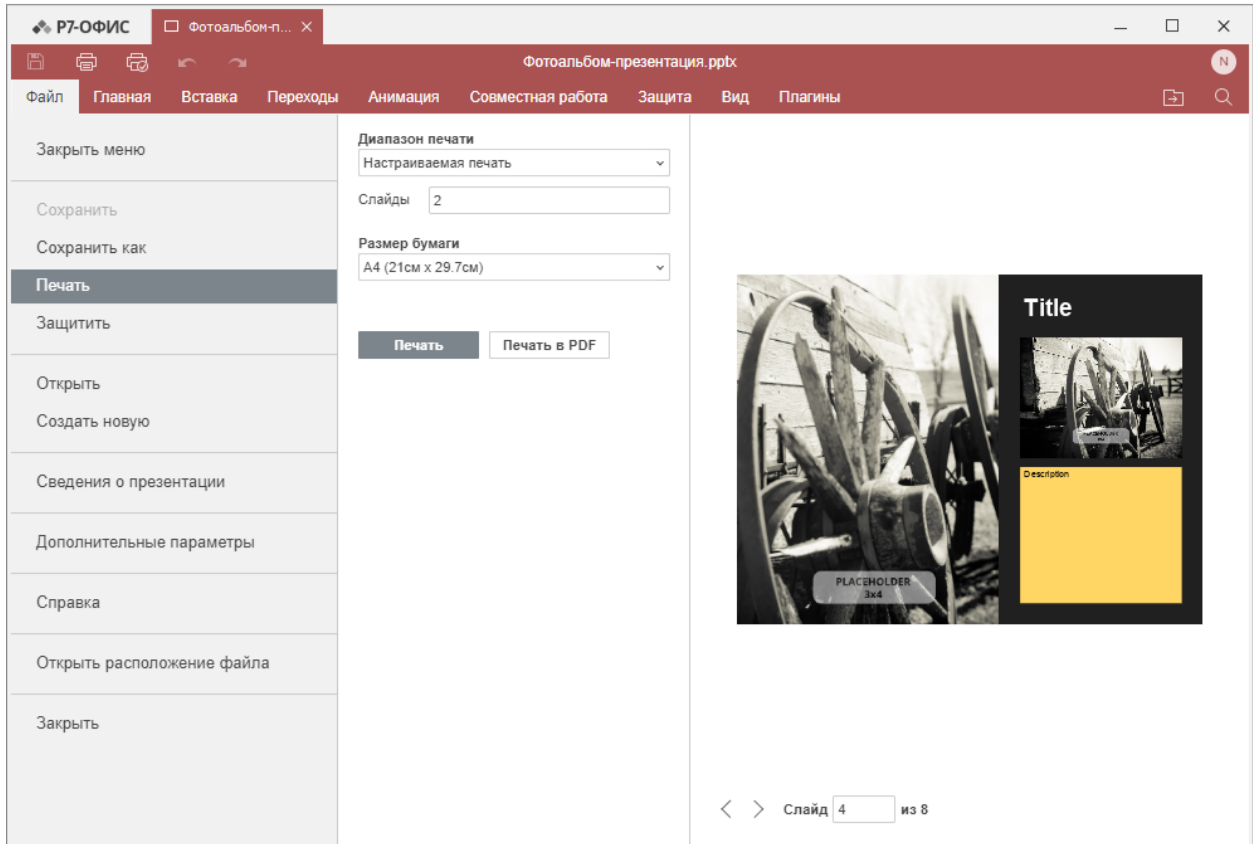 Р7-ОФИС
Фотоальбом-п...
Фотоальбом-презентация.pptx
N
Файл Главная Вставка Переходы Анимация Совместная работа Защита Вид Плагины
Закрыть меню
Сохранить
Сохранить как
Печать
Защитить
Открыть
Создать новую
Сведения о презентации
Дополнительные параметры
Справка
Открыть расположение файла
Закрыть
Диапазон печати
Настраиваемая печать
Слайды 2
Размер бумаги
A4 (21см x 29.7см)
Печать Печать в PDF
Title
Description
PLACEHOLDER
3x4
Слайд 4 из 8